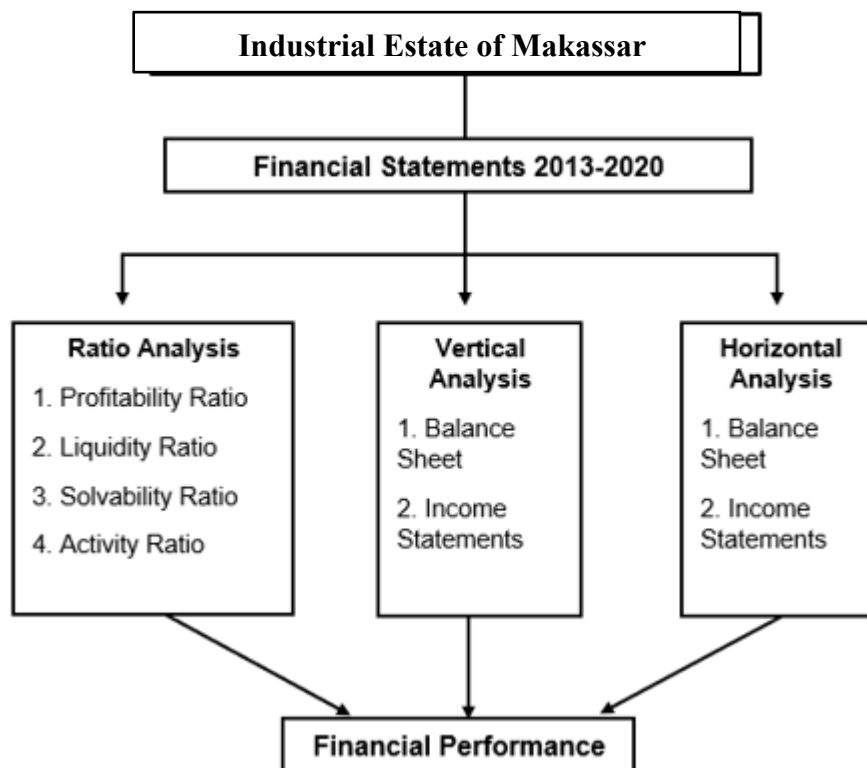 Industrial Estate of Makassar
Financial Statements 2013-2020
Ratio Analysis
1. Profitability Ratio
2. Liquidity Ratio
3. Solvability Ratio
4. Activity Ratio
Vertical
Analysis
1. Balance
Sheet
2. Income
Statements
Horizontal
Analysis
1. Balance
Sheet
2. Income
Statements
Financial Performance